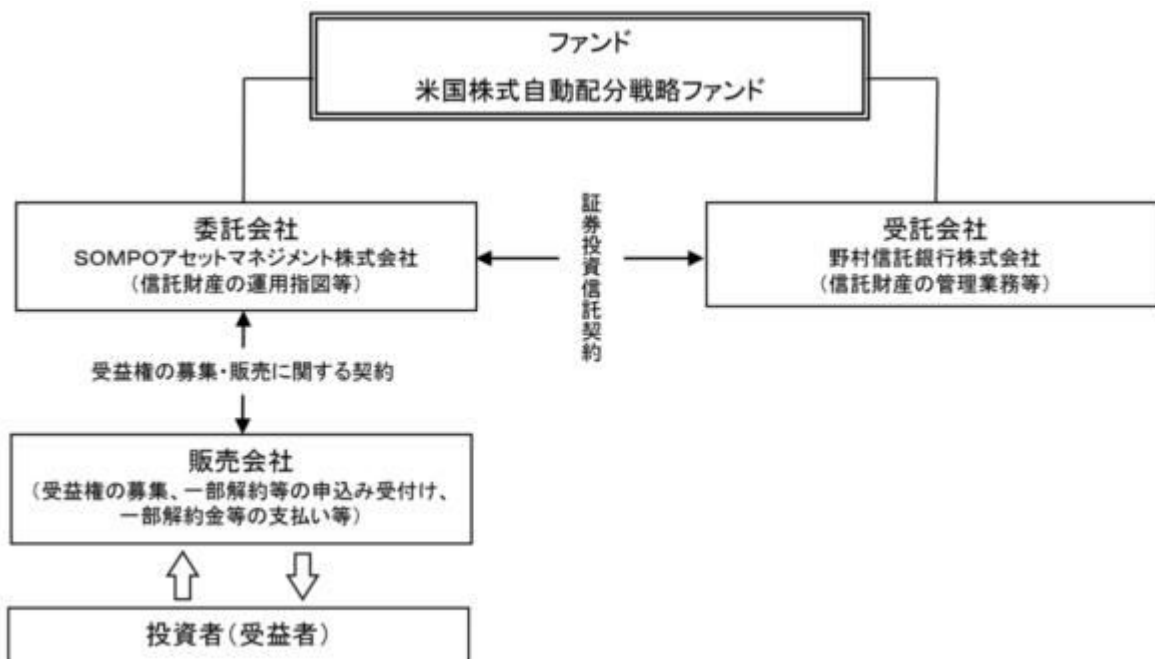 ファンド
米国株式自動配分戦略ファンド
委託会社
SOMPOアセットマネジメント株式会社
(信託財産の運用指図等)
証券投資信託契約
受託会社
野村信託銀行株式会社
(信託財産の管理業務等)
受益権の募集・販売に関する契約
販売会社
(受益権の募集、一部解約等の申込み受付け、
一部解約金等の支払い等)
投資者(受益者)